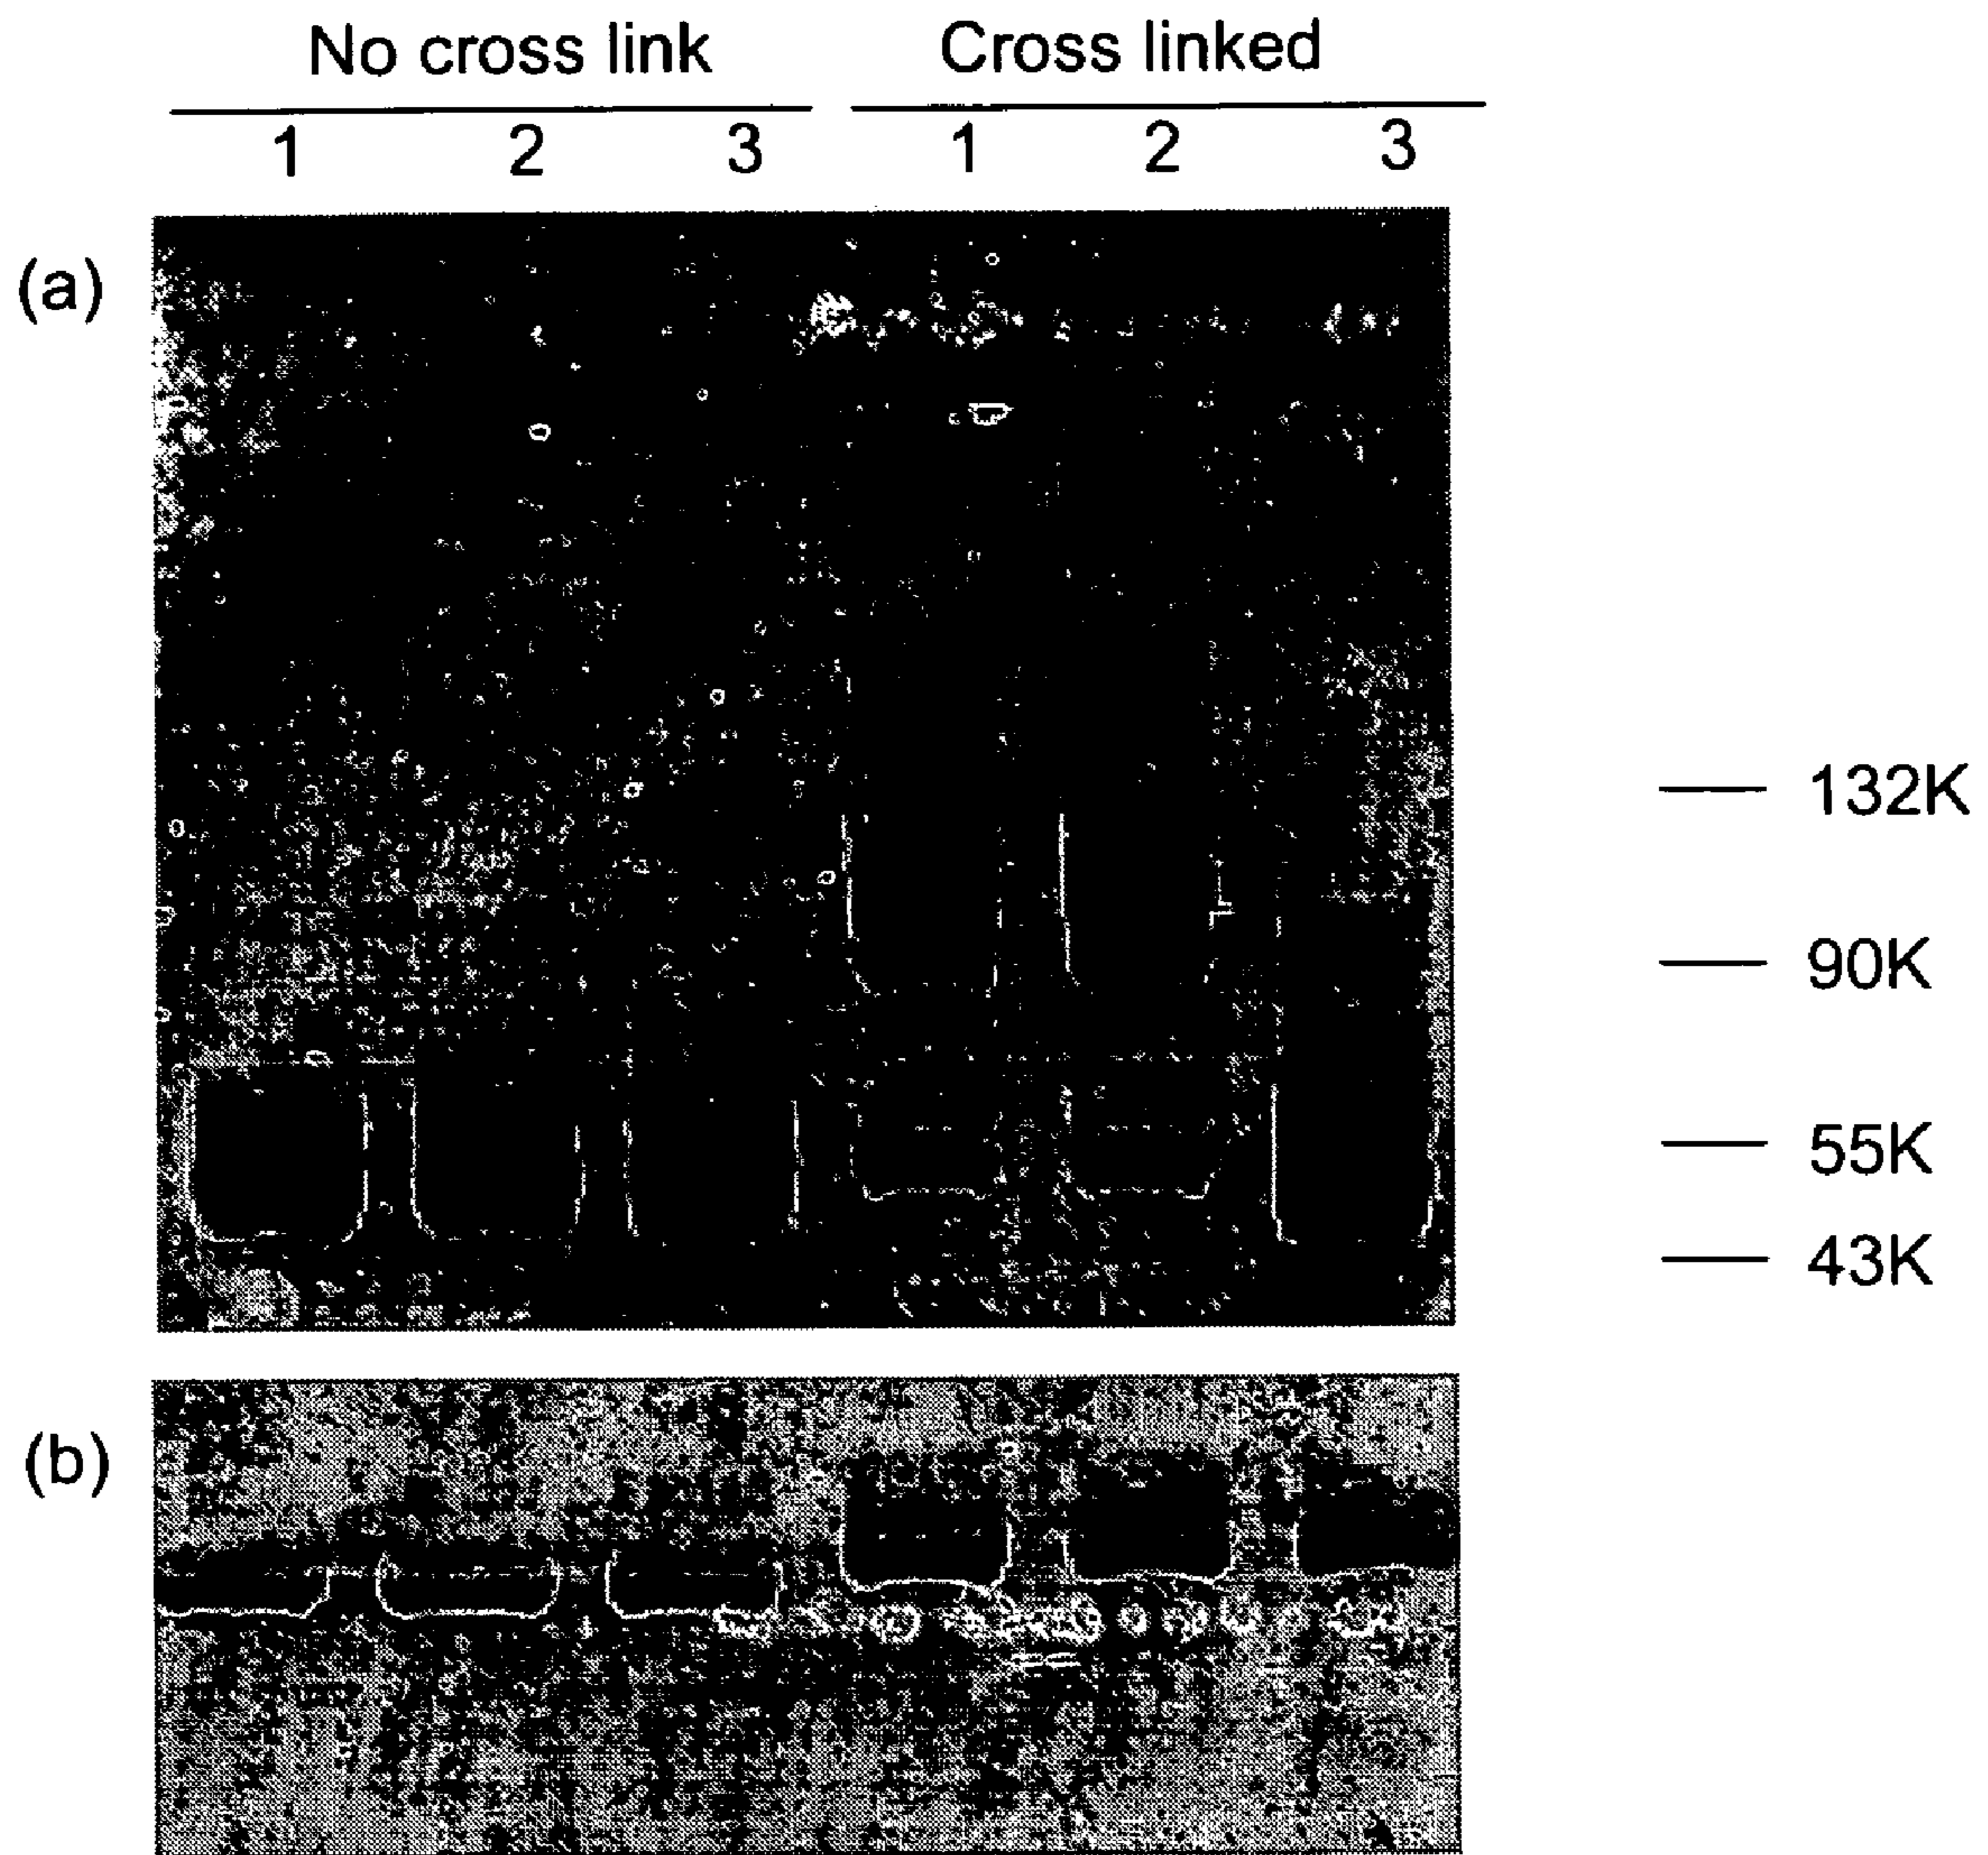 No cross link Cross linked
1 2 3 1 2 3
(a)
132K
90K
55K
43K
(b)